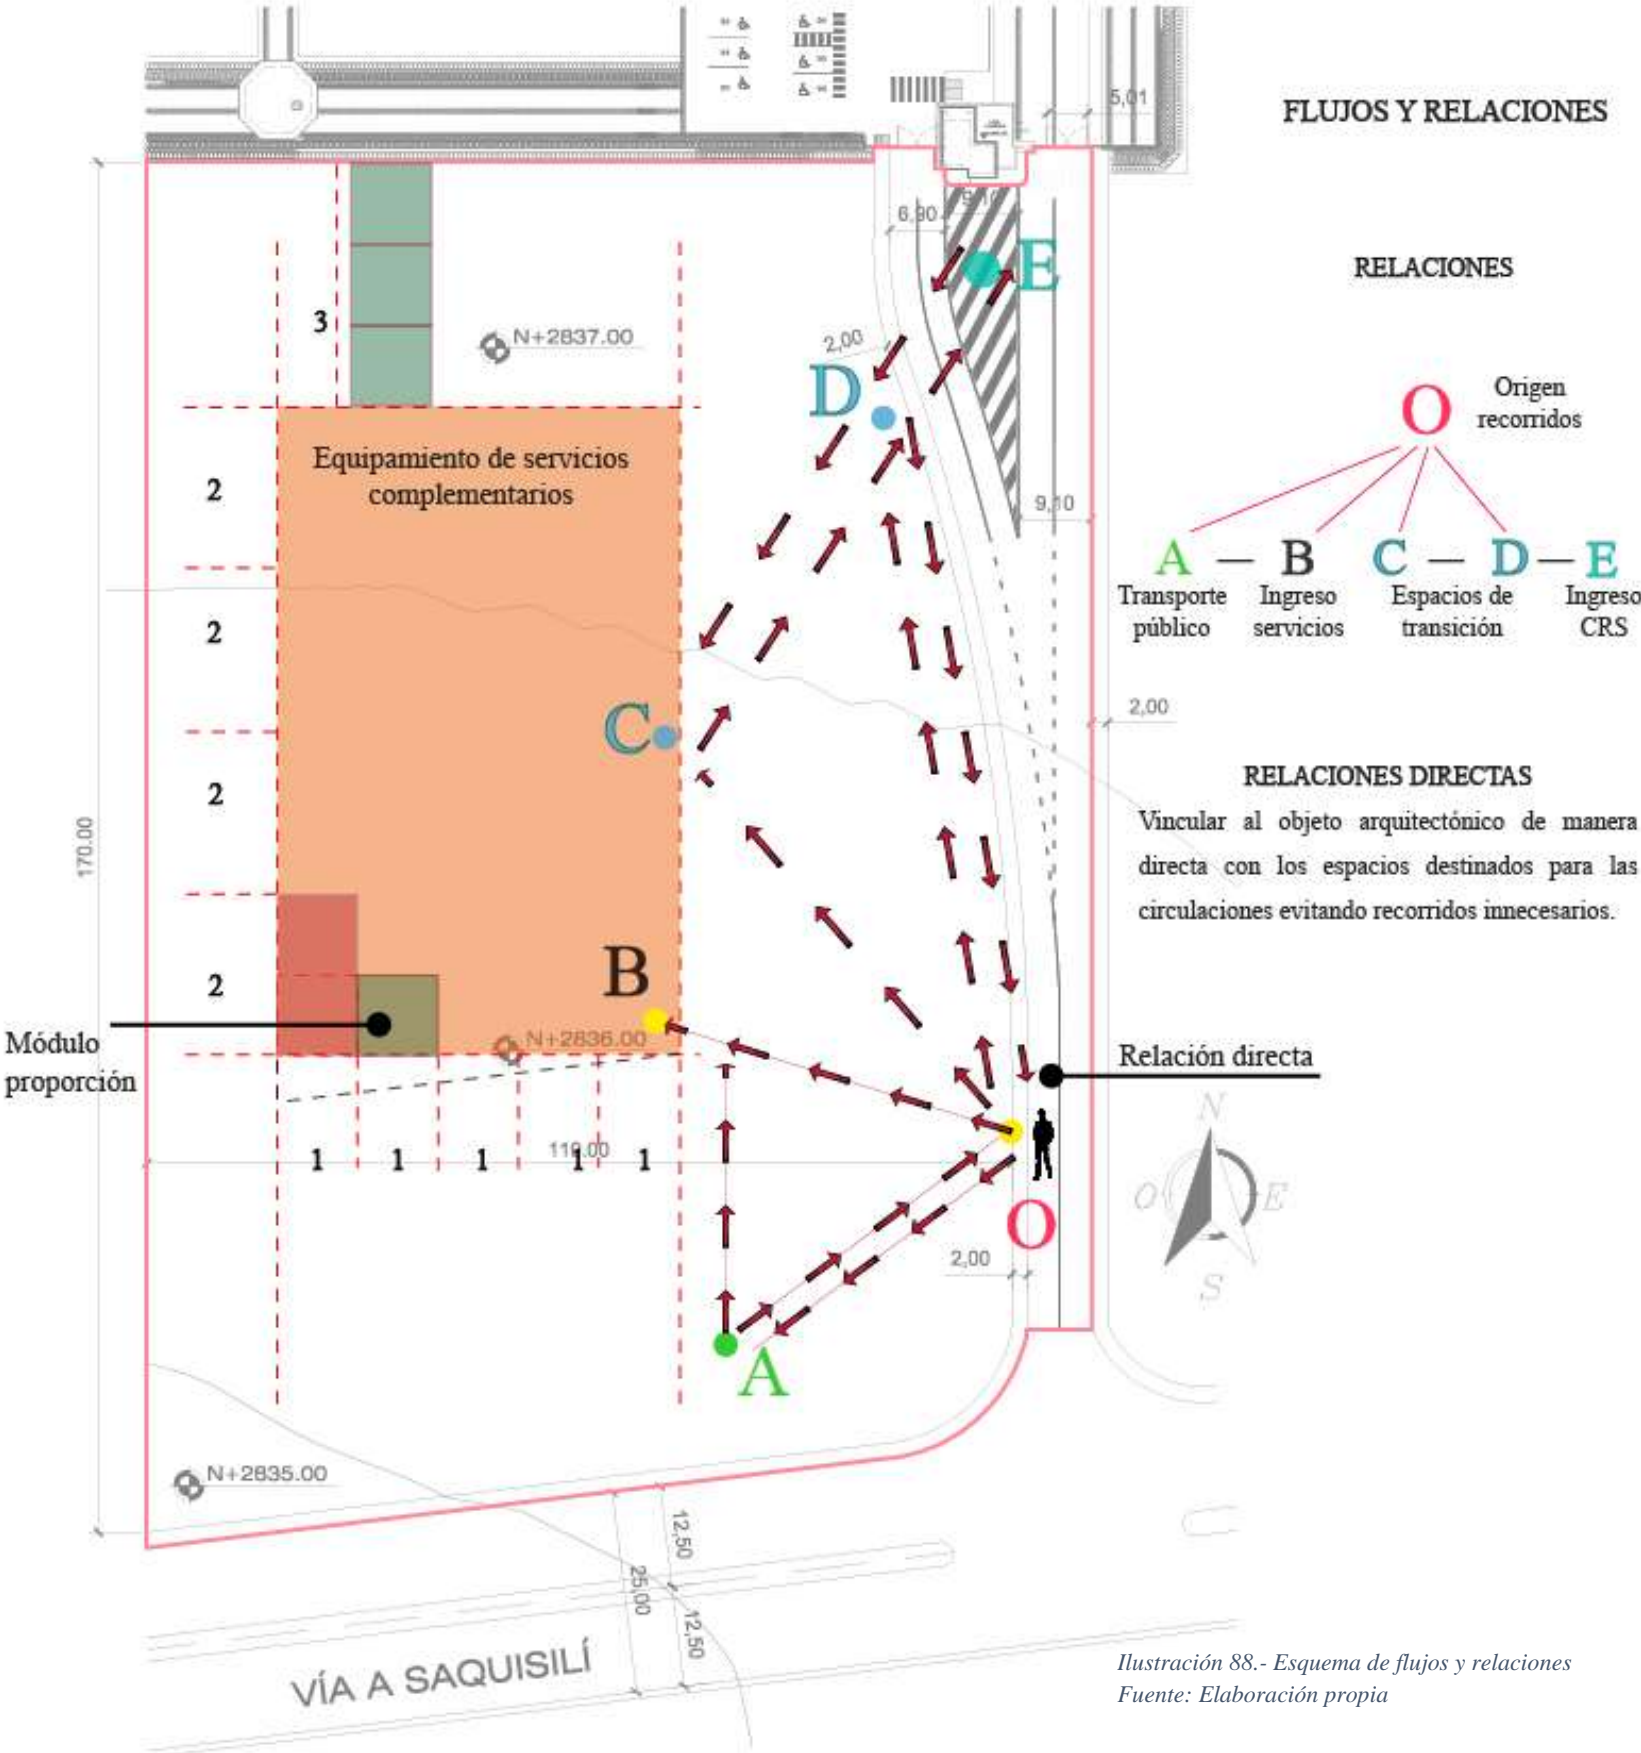 5,01
FLUJOS Y RELACIONES
9,10
6,90
E
RELACIONES
3
N+2837.00
2,00
D
O
Origen
recorridos
Equipamiento de servicios
complementarios
2
9,10
A — B C — D — E
Transporte
público
Ingreso
servicios
Espacios de
transición
Ingreso
CRS
2
C
2,00
2
RELACIONES DIRECTAS
Vincular al objeto arquitectónico de manera
directa con los espacios destinados para las
circulaciones evitando recorridos innecesarios.
170.00
B
2
Módulo
proporción
N+2836.00
Relación directa
N
O
E
S
1 1 1 1 1
110.00
O
2,00
A
N+2835.00
12,50
25,00
12,50
VÍA A SAQUISILÍ
Ilustración 88.- Esquema de flujos y relaciones
Fuente: Elaboración propia